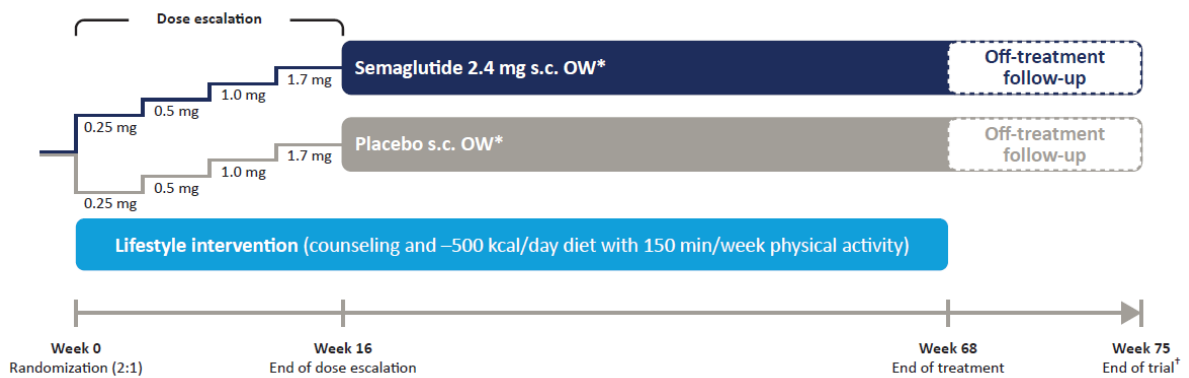 Dose escalation
0.25 mg
0.5 mg
1.0 mg
1.7 mg
Semaglutide 2.4 mg s.c. OW*
Off-treatment
follow-up
0.25 mg
0.5 mg
1.0 mg
1.7 mg
Placebo s.c. OW*
Off-treatment
follow-up
Lifestyle intervention (counseling and –500 kcal/day diet with 150 min/week physical activity)
Week 0
Randomization (2:1)
Week 16
End of dose escalation
Week 68
End of treatment
Week 75
End of trial†